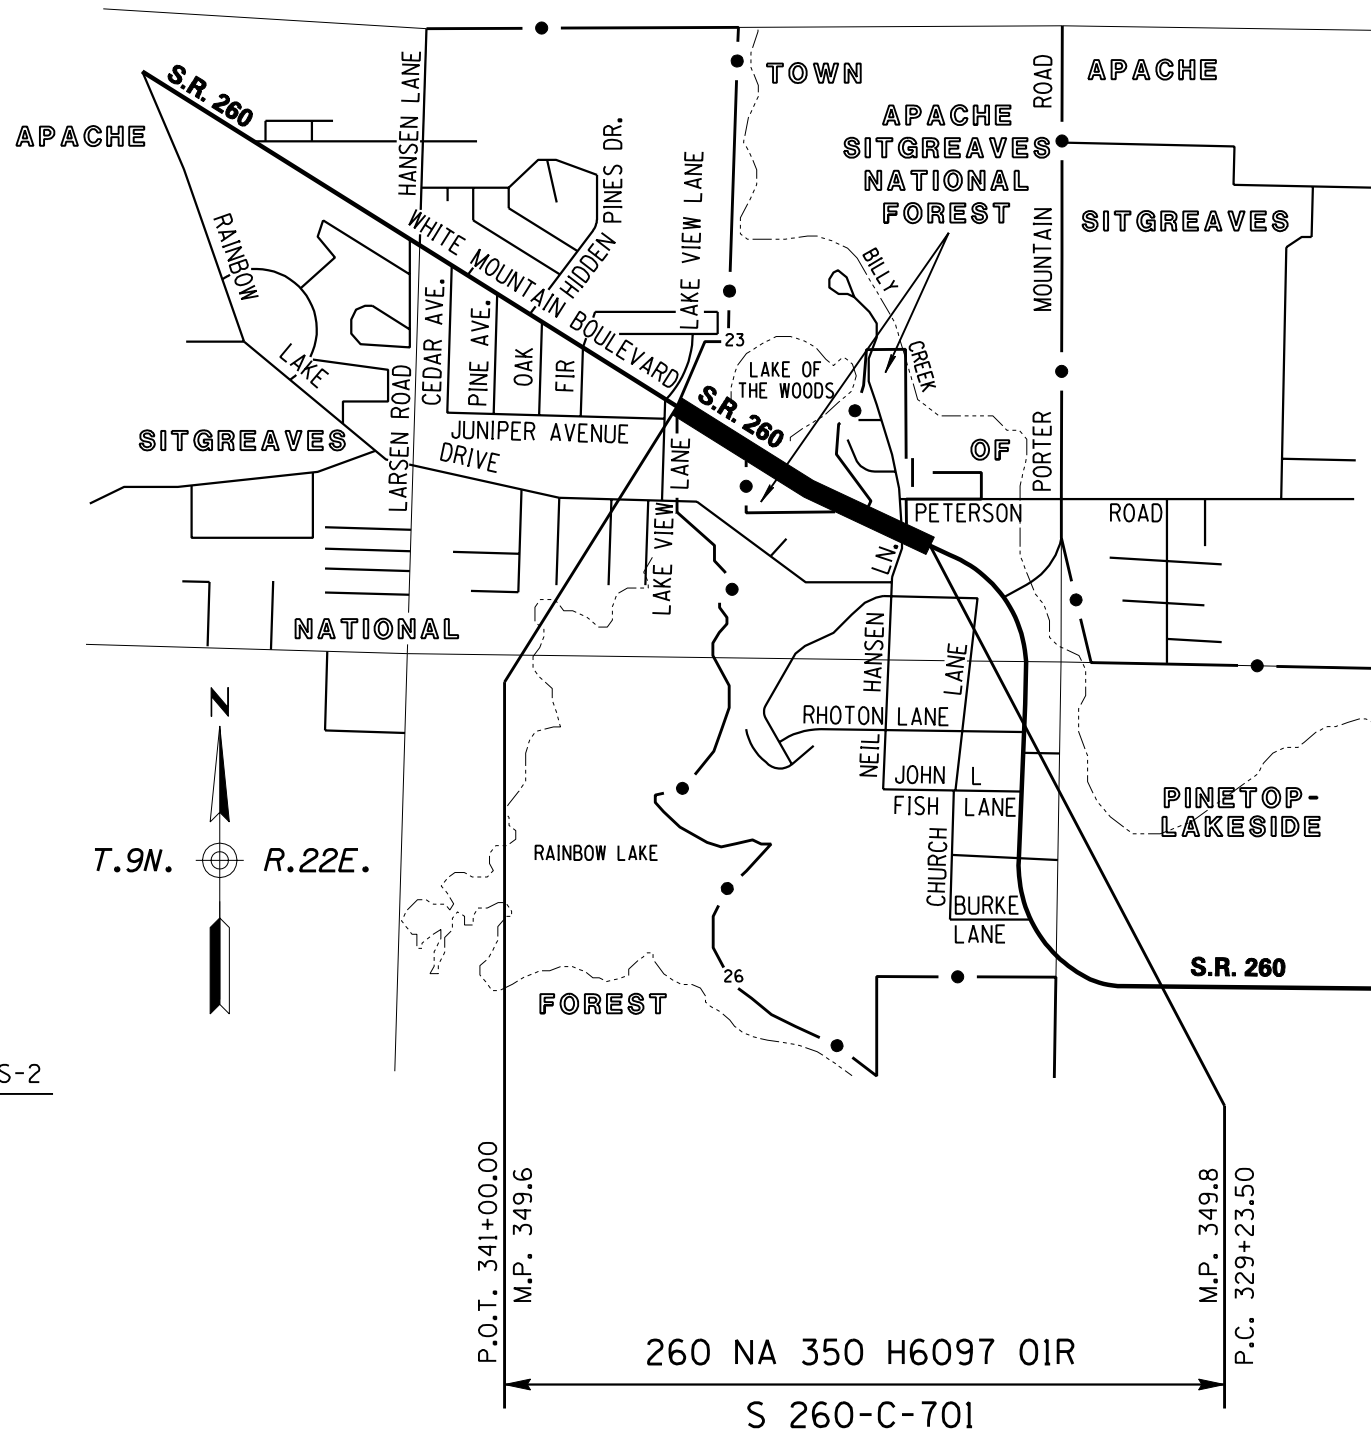 TOWN
APACHE
APACHE
SITGREAVES
NATIONAL
FOREST
APACHE
SITGREAVES
S.R. 260
HANSEN LANE
HIDDEN PINES DR.
LAKE VIEW LANE
PORTER MOUNTAIN ROAD
RAINBOW LAKE DRIVE
WHITE MOUNTAIN BOULEVARD
BILLY CREEK
CEDAR AVE.
PINE AVE.
OAK
FIR
23
LAKE OF
THE WOODS
S.R. 260
SITGREAVES
LARSEN ROAD
JUNIPER AVENUE
LAKE VIEW LANE
LANE
OF
PETERSON ROAD
NATIONAL
NEIL HANSEN LN.
LANE
RHOTON LANE
JOHN L
FISH LANE
CHURCH
BURKE
LANE
PINETOP-
LAKESIDE
N
T.9N. R.22E.
RAINBOW LAKE
26
S.R. 260
FOREST
S-2
P.O.T. 341+00.00
M.P. 349.6
M.P. 349.8
P.C. 329+23.50
260 NA 350 H6097 01R
S 260-C-701